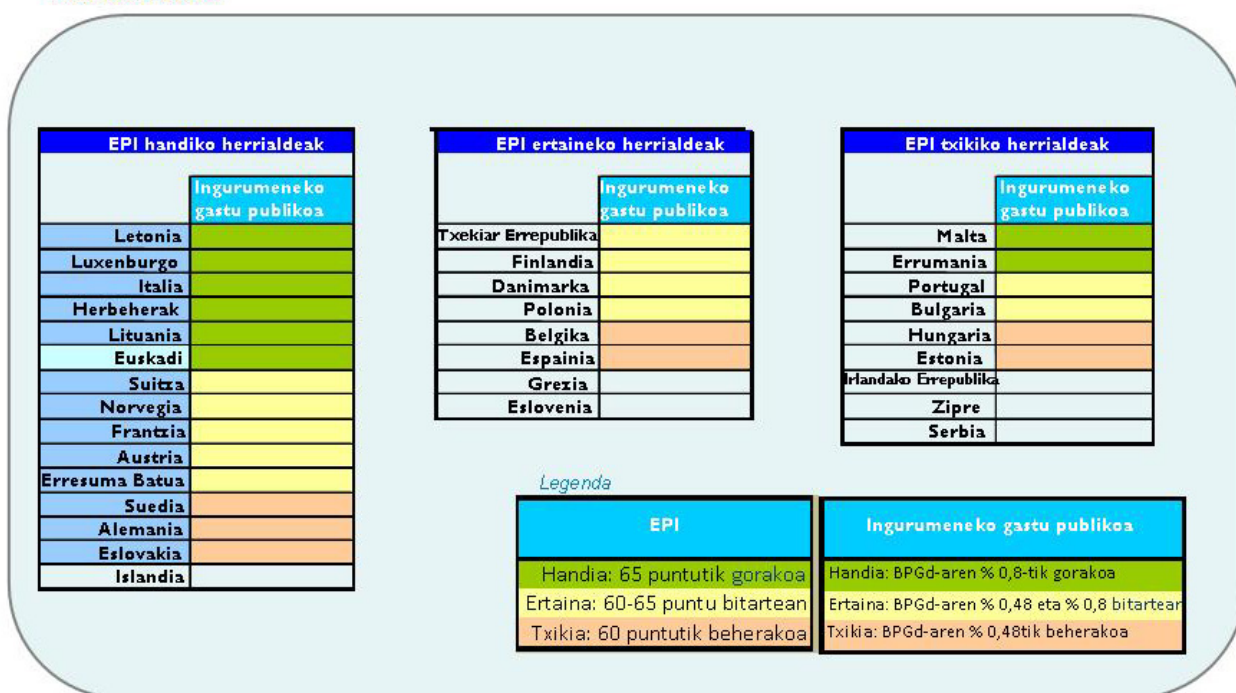 EPI handiko herrialdeak
Ingurumeneko
gastu publikoa
Letonia
Luxenburgo
Italia
Herbeherak
Lituania
Euskadi
Suitza
Norvegia
Frantzia
Austria
Erresuma Batua
Suedia
Alemania
Eslovakia
Islandia
EPI ertaineko herrialdeak
Ingurumeneko
gastu publikoa
Txekiar Errepublika
Finlandia
Danimarka
Polonia
Belgika
Espainia
Grezia
Eslovenia
EPI txikiko herrialdeak
Ingurumeneko
gastu publikoa
Malta
Errumania
Portugal
Bulgaria
Hungaria
Estonia
Irlandako Errepublika
Zipre
Serbia
Legenda
EPI
Handia: 65 puntutik gorakoa
Ertaina: 60-65 puntu bitartean
Txikia: 60 puntutik beherakoa
Ingurumeneko gastu publikoa
Handia: BPGd-aren % 0,8-tik gorakoa
Ertaina: BPGd-aren % 0,48 eta % 0,8 bitartear
Txikia: BPGd-aren % 0,48tik beherakoa